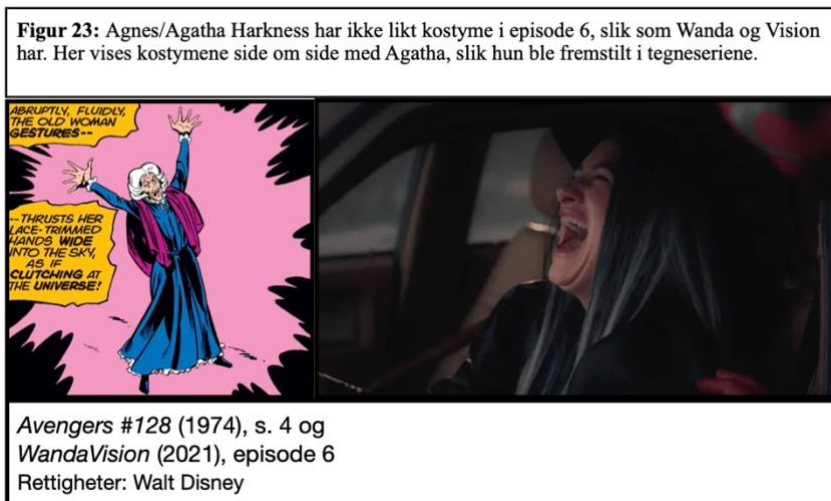 Figur 23: Agnes/Agatha Harkness har ikke likt kostyme i episode 6, slik som Wanda og Vision
har. Her vises kostymene side om side med Agatha, slik hun ble fremstilt i tegneseriene.
ABRUPTLY, FLUIDLY,
THE OLD WOMAN
GESTURES--
--THRUSTS HER
LACE-TRIMMED
HANDS WIDE
INTO THE SKY,
AS IF
CLUTCHING AT
THE UNIVERSE!
Avengers #128 (1974), s. 4 og
WandaVision (2021), episode 6
Rettigheter: Walt Disney